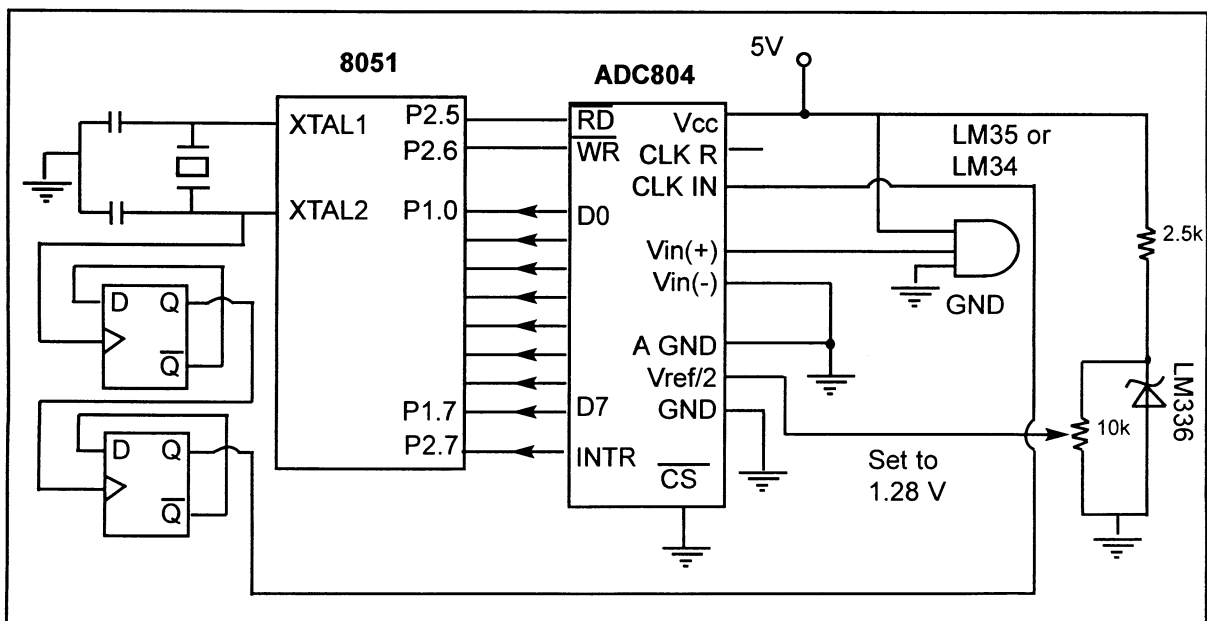 8051
XTAL1
XTAL2
P2.5
P2.6
P1.0
P1.7
P2.7
ADC804
RD
WR
D0
D7
INTR
Vcc
CLK R
CLK IN
Vin(+)
Vin(-)
A GND
Vref/2
GND
CS
5V
LM35 or
LM34
GND
2.5k
10k
LM336
Set to
1.28 V
D Q
Q
D Q
Q